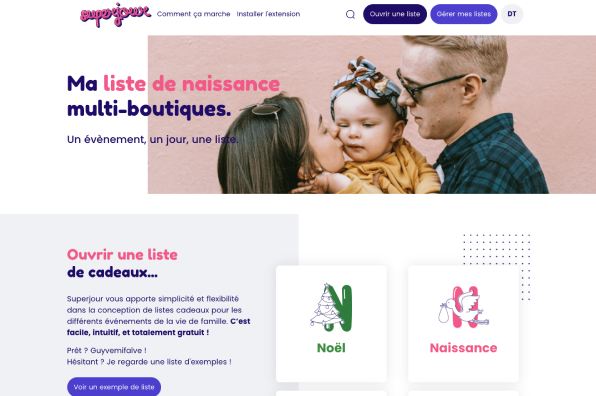 superjour
Comment ça marche
Installer l'extension
Ouvrir une liste
Gérer mes listes
DT
Ma liste de naissance
multi-boutiques.
Un évènement, un jour, une liste.
Ouvrir une liste
de cadeaux...
Superjour vous apporte simplicité et flexibilité
dans la conception de listes cadeaux pour les
différents événements de la vie de famille. C'est
facile, intuitif, et totalement gratuit !
Prêt ? Guyvemifaïve !
Hésitant ? Je regarde une liste d'exemples !
Voir un exemple de liste
N
Noël
N
Naissance